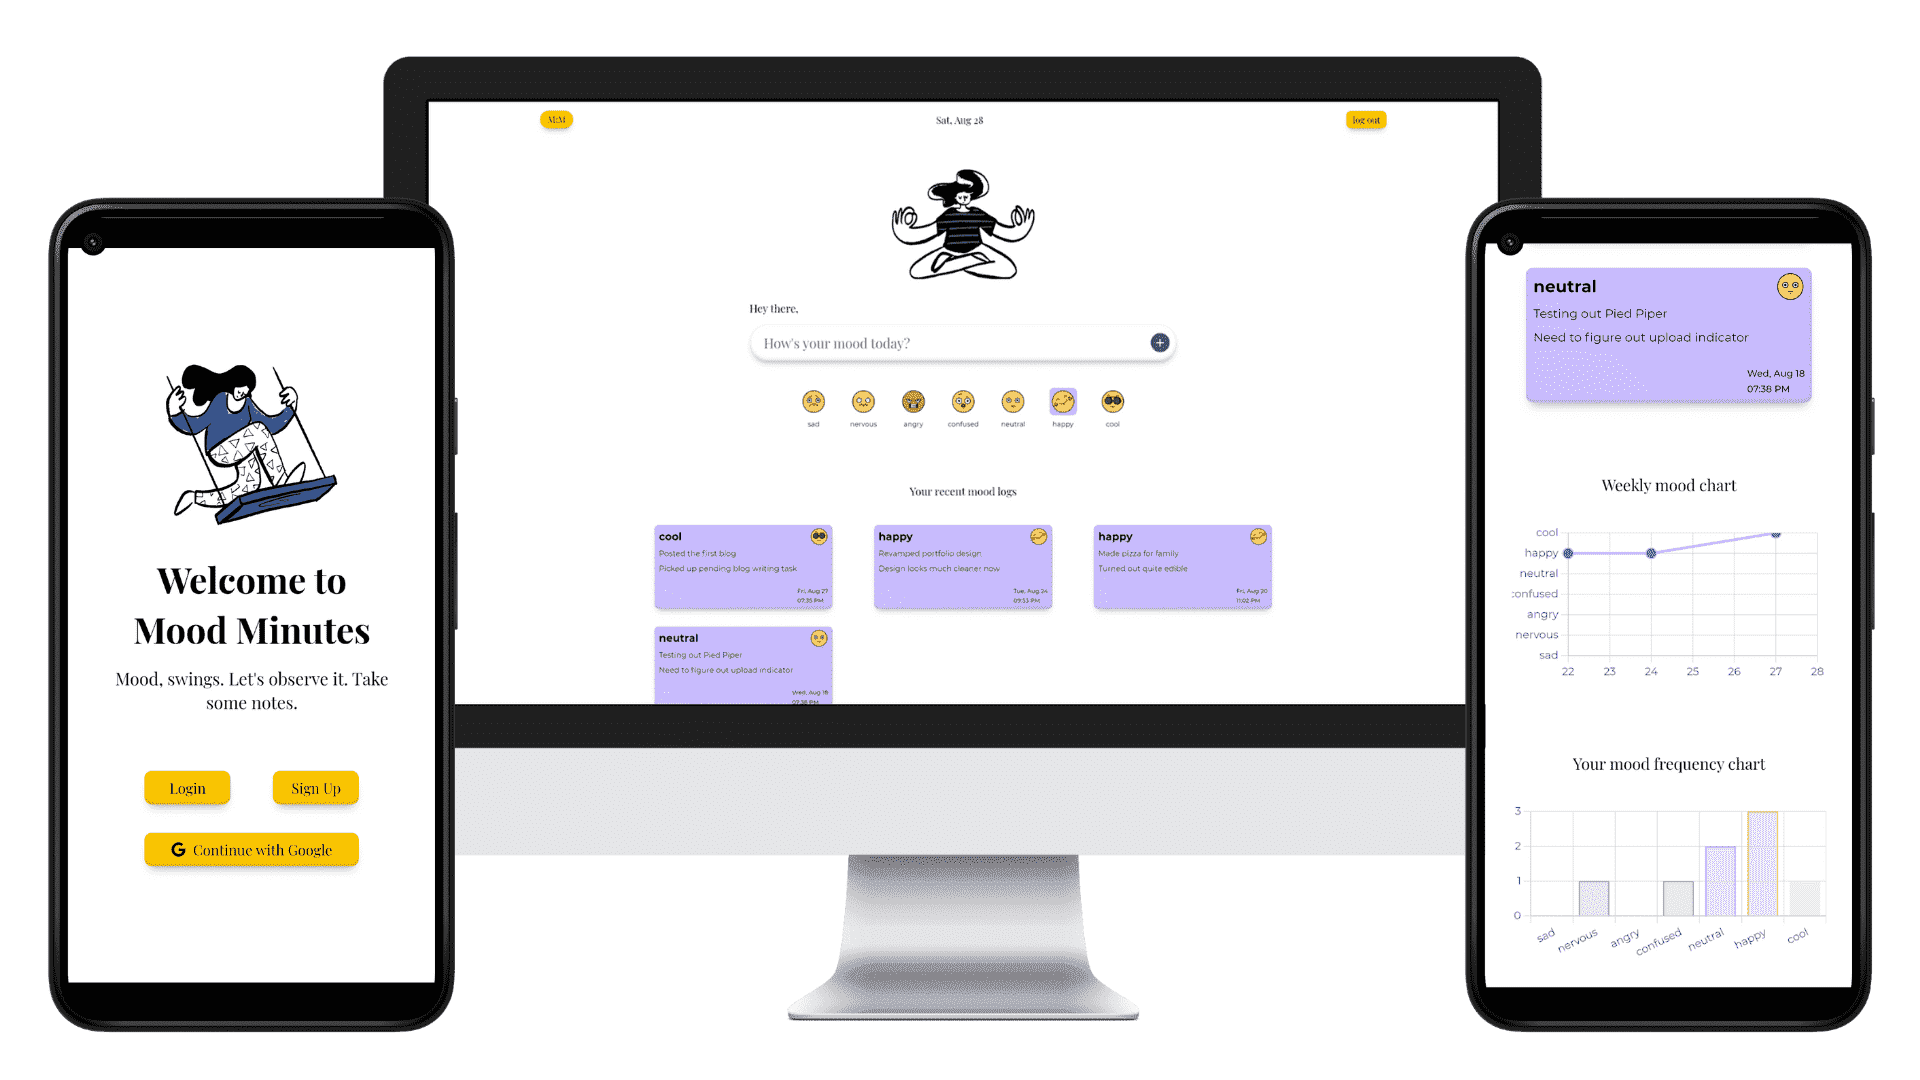 Welcome to
Mood Minutes
Mood, swings. Let's observe it. Take
some notes.
Login
Sign Up
Continue with Google
M:M
Sat, Aug 28
log out
Hey there,
How's your mood today?
sad
nervous
angry
confused
neutral
happy
cool
Your recent mood logs
cool
Posted the first blog
Picked up pending blog writing task
Fri, Aug 27
07:35 PM
happy
Revamped portfolio design
Design looks much cleaner now
Tue, Aug 24
09:53 PM
happy
Made pizza for family
Turned out quite edible
Fri, Aug 20
11:02 PM
neutral
Testing out Pied Piper
Need to figure out upload indicator
Wed, Aug 18
07:38 PM
neutral
Testing out Pied Piper
Need to figure out upload indicator
Wed, Aug 18
07:38 PM
Weekly mood chart
cool
happy
neutral
confused
angry
nervous
sad
22 23 24 25 26 27 28
Your mood frequency chart
3
2
1
0
sad nervous angry confused neutral happy cool